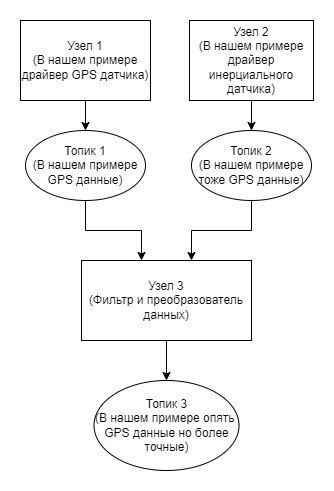 Узел 1
(В нашем примере
драйвер GPS датчика)
Узел 2
(В нашем примере
драйвер
инерциального
датчика)
Топик 1
(В нашем примере
GPS данные)
Топик 2
(В нашем примере
тоже GPS данные)
Узел 3
(Фильтр и преобразователь
данных)
Топик 3
(В нашем примере опять
GPS данные но более
точные)